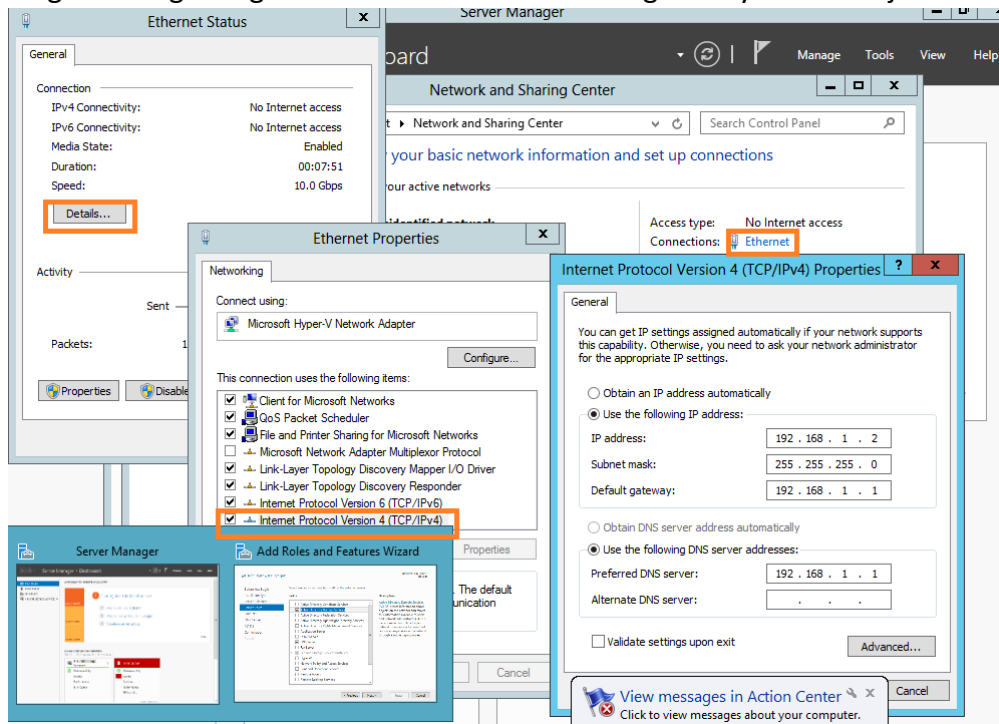 Ethernet Status
General
Connection
IPv4 Connectivity: No Internet access
IPv6 Connectivity: No Internet access
Media State: Enabled
Duration: 00:07:51
Speed: 10.0 Gbps
Details...
Activity
Sent
Packets: 1
Properties
Disable
Server Manager
Manage Tools View Help
Network and Sharing Center
Network and Sharing Center
Search Control Panel
your basic network information and set up connections
your active networks
Access type: No Internet access
Connections: Ethernet
Ethernet Properties
Networking
Connect using:
Microsoft Hyper-V Network Adapter
Configure...
This connection uses the following items:
Client for Microsoft Networks
QoS Packet Scheduler
File and Printer Sharing for Microsoft Networks
Microsoft Network Adapter Multiplexor Protocol
Link-Layer Topology Discovery Mapper I/O Driver
Link-Layer Topology Discovery Responder
Internet Protocol Version 6 (TCP/IPv6)
Internet Protocol Version 4 (TCP/IPv4)
Properties
. The default
Cancel
Internet Protocol Version 4 (TCP/IPv4) Properties
General
You can get IP settings assigned automatically if your network supports
this capability. Otherwise, you need to ask your network administrator
for the appropriate IP settings.
Obtain an IP address automatically
Use the following IP address:
IP address: 192 . 168 . 1 . 2
Subnet mask: 255 . 255 . 255 . 0
Default gateway: 192 . 168 . 1 . 1
Obtain DNS server address automatically
Use the following DNS server addresses:
Preferred DNS server: 192 . 168 . 1 . 1
Alternate DNS server: . . .
Validate settings upon exit
Advanced...
Cancel
Server Manager
Add Roles and Features Wizard
View messages in Action Center
Click to view messages about your computer.